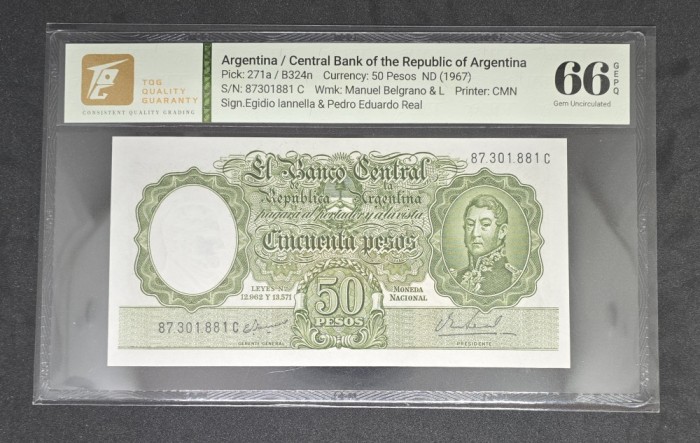 TQG
QUALITY
GUARANTY
CONSISTENT QUALITY GRADING
Argentina / Central Bank of the Republic of Argentina
Pick: 271a / B324n Currency: 50 Pesos ND (1967)
S/N: 87301881 C Wmk: Manuel Belgrano & L Printer: CMN
Sign.Egidio Iannella & Pedro Eduardo Real
66
GEPQ
Gem Uncirculated
87.301.881 C
El Banco Central
de la
República Argentina
pagará al portador y a la vista
Cincuenta pesos
LEYES Nos.
12.962 Y 13.571
MONEDA
NACIONAL
50
PESOS
87.301.881 C
GERENTE GENERAL
PRESIDENTE